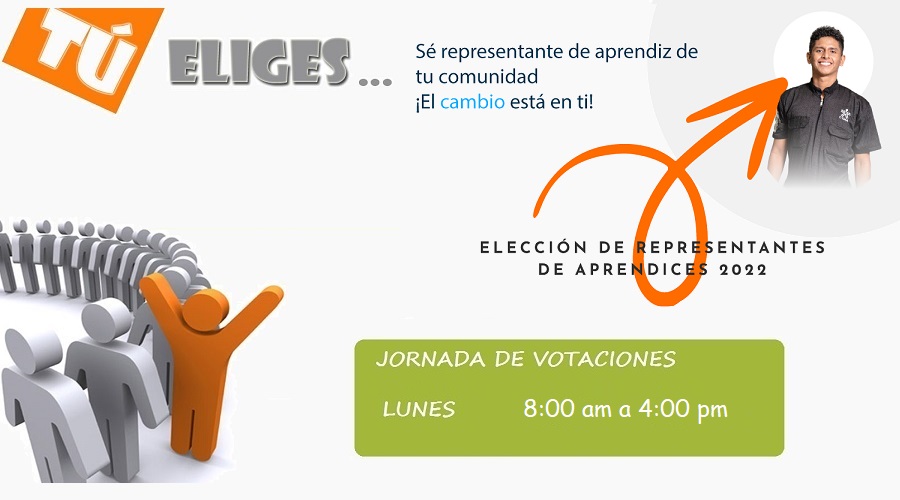 TÚ
ELIGES...
Sé representante de aprendiz de
tu comunidad
¡El cambio está en ti!
ELECCIÓN DE REPRESENTANTES
DE APRENDICES 2022
JORNADA DE VOTACIONES
LUNES 8:00 am a 4:00 pm